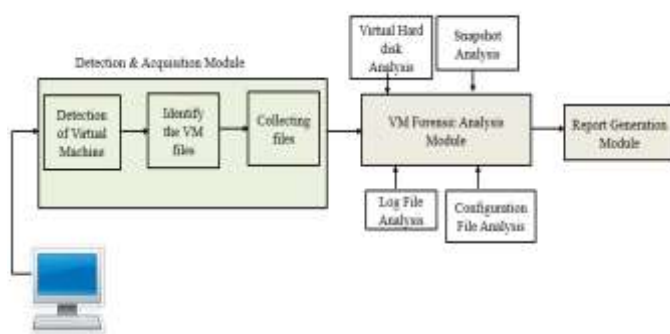 Detection & Acquisition Module
Detection
of Virtual
Machine
Identify
the VM
files
Collecting
files
Virtual Hard
disk
Analysis
Snapshot
Analysis
VM Forensic Analysis
Module
Log File
Analysis
Configuration
File Analysis
Report Generation
Module